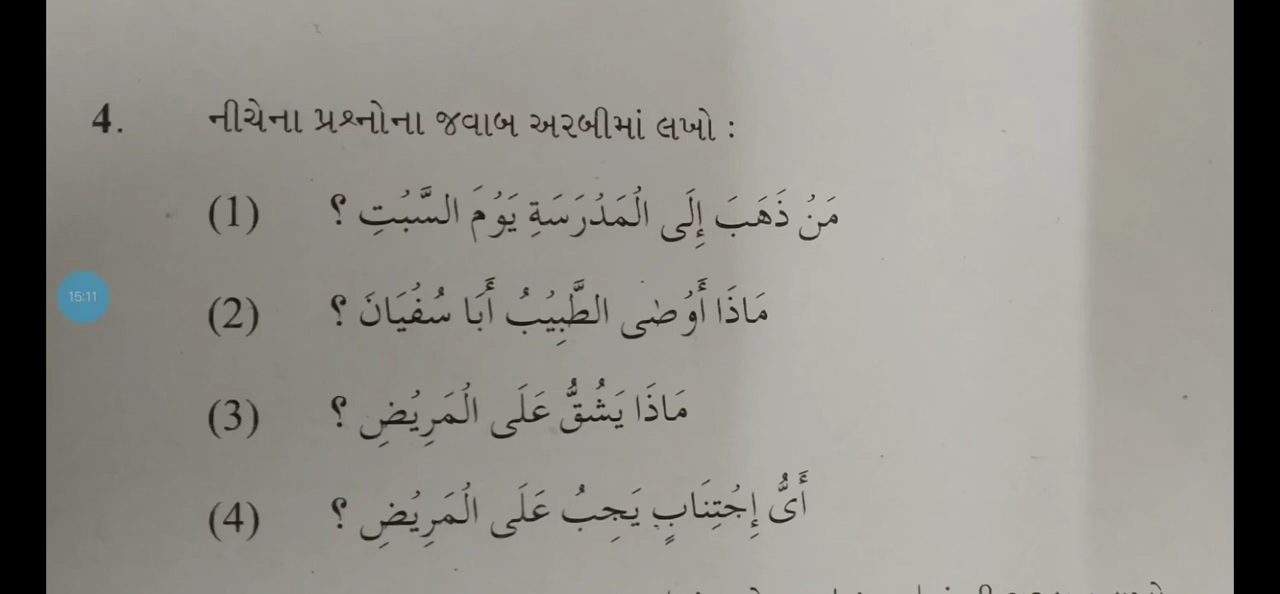 4. નીચેના પ્રશ્નોના જવાબ અરબીમાં લખો :
(1) مَنْ ذَهَبَ إِلَى الْمَدْرَسَةِ يَوْمَ السَّبْتِ ؟
15:11
(2) مَاذَا أَوْصٰى الطَّبِيْبُ أَبَا سُفْيَانَ ؟
(3) مَاذَا يَشُقُّ عَلَى الْمَرِيْضِ ؟
(4) أَىُّ إِجْتِنَابٍ يَجِبُ عَلَى الْمَرِيْضِ ؟